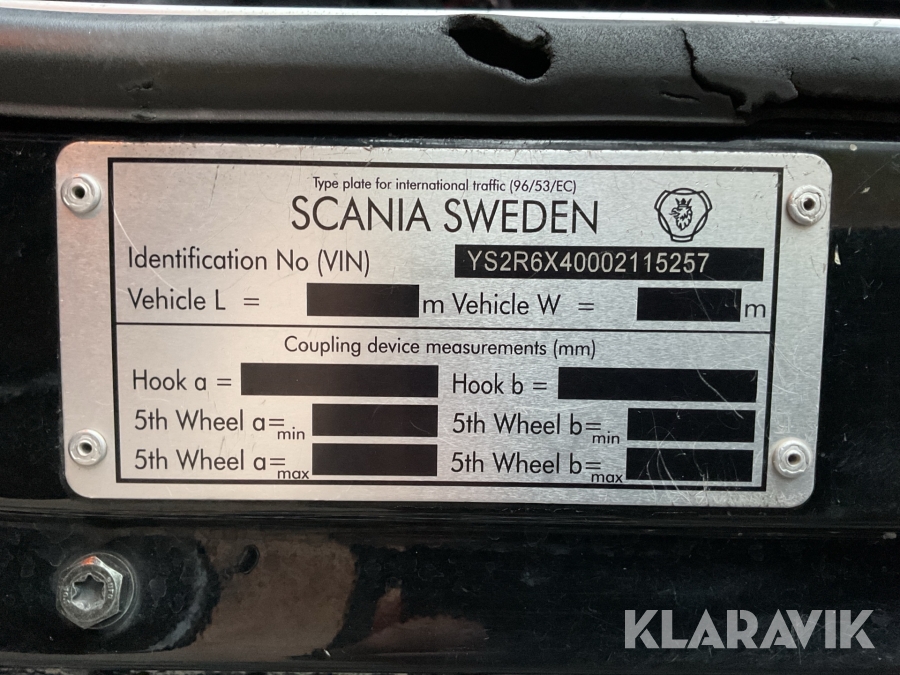 Type plate for international traffic (96/53/EC)
SCANIA SWEDEN
Identification No (VIN) YS2R6X40002115257
Vehicle L = m Vehicle W = m
Coupling device measurements (mm)
Hook a = Hook b =
5th Wheel a=min 5th Wheel b=min
5th Wheel a=max 5th Wheel b=max
KLARAVIK